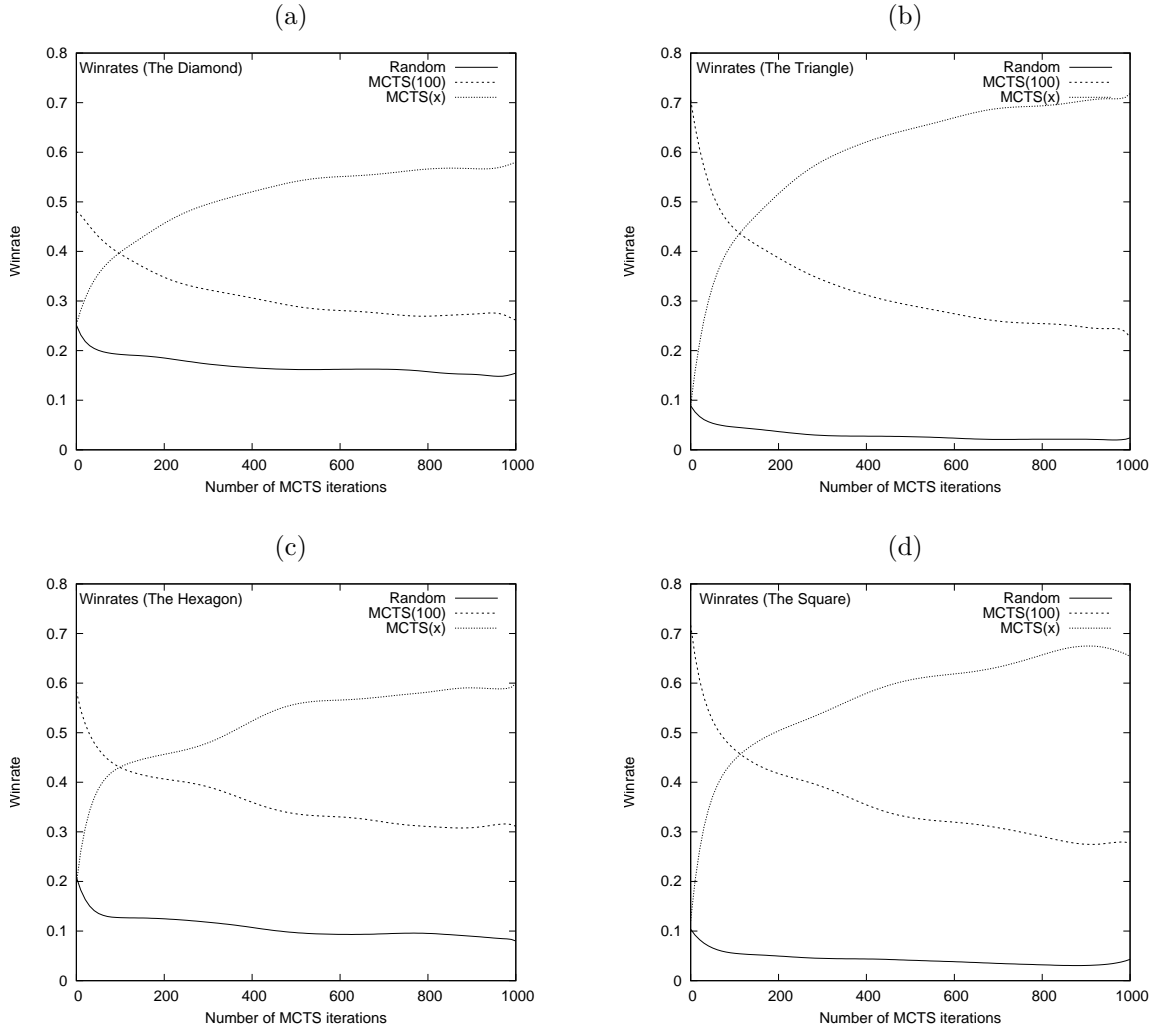 (a)
Winrates (The Diamond)
Random
MCTS(100)
MCTS(x)
0.8
0.7
0.6
0.5
0.4
0.3
0.2
0.1
0
Winrate
0 200 400 600 800 1000
Number of MCTS iterations
(b)
Winrates (The Triangle)
Random
MCTS(100)
MCTS(x)
0.8
0.7
0.6
0.5
0.4
0.3
0.2
0.1
0
Winrate
0 200 400 600 800 1000
Number of MCTS iterations
(c)
Winrates (The Hexagon)
Random
MCTS(100)
MCTS(x)
0.8
0.7
0.6
0.5
0.4
0.3
0.2
0.1
0
Winrate
0 200 400 600 800 1000
Number of MCTS iterations
(d)
Winrates (The Square)
Random
MCTS(100)
MCTS(x)
0.8
0.7
0.6
0.5
0.4
0.3
0.2
0.1
0
Winrate
0 200 400 600 800 1000
Number of MCTS iterations